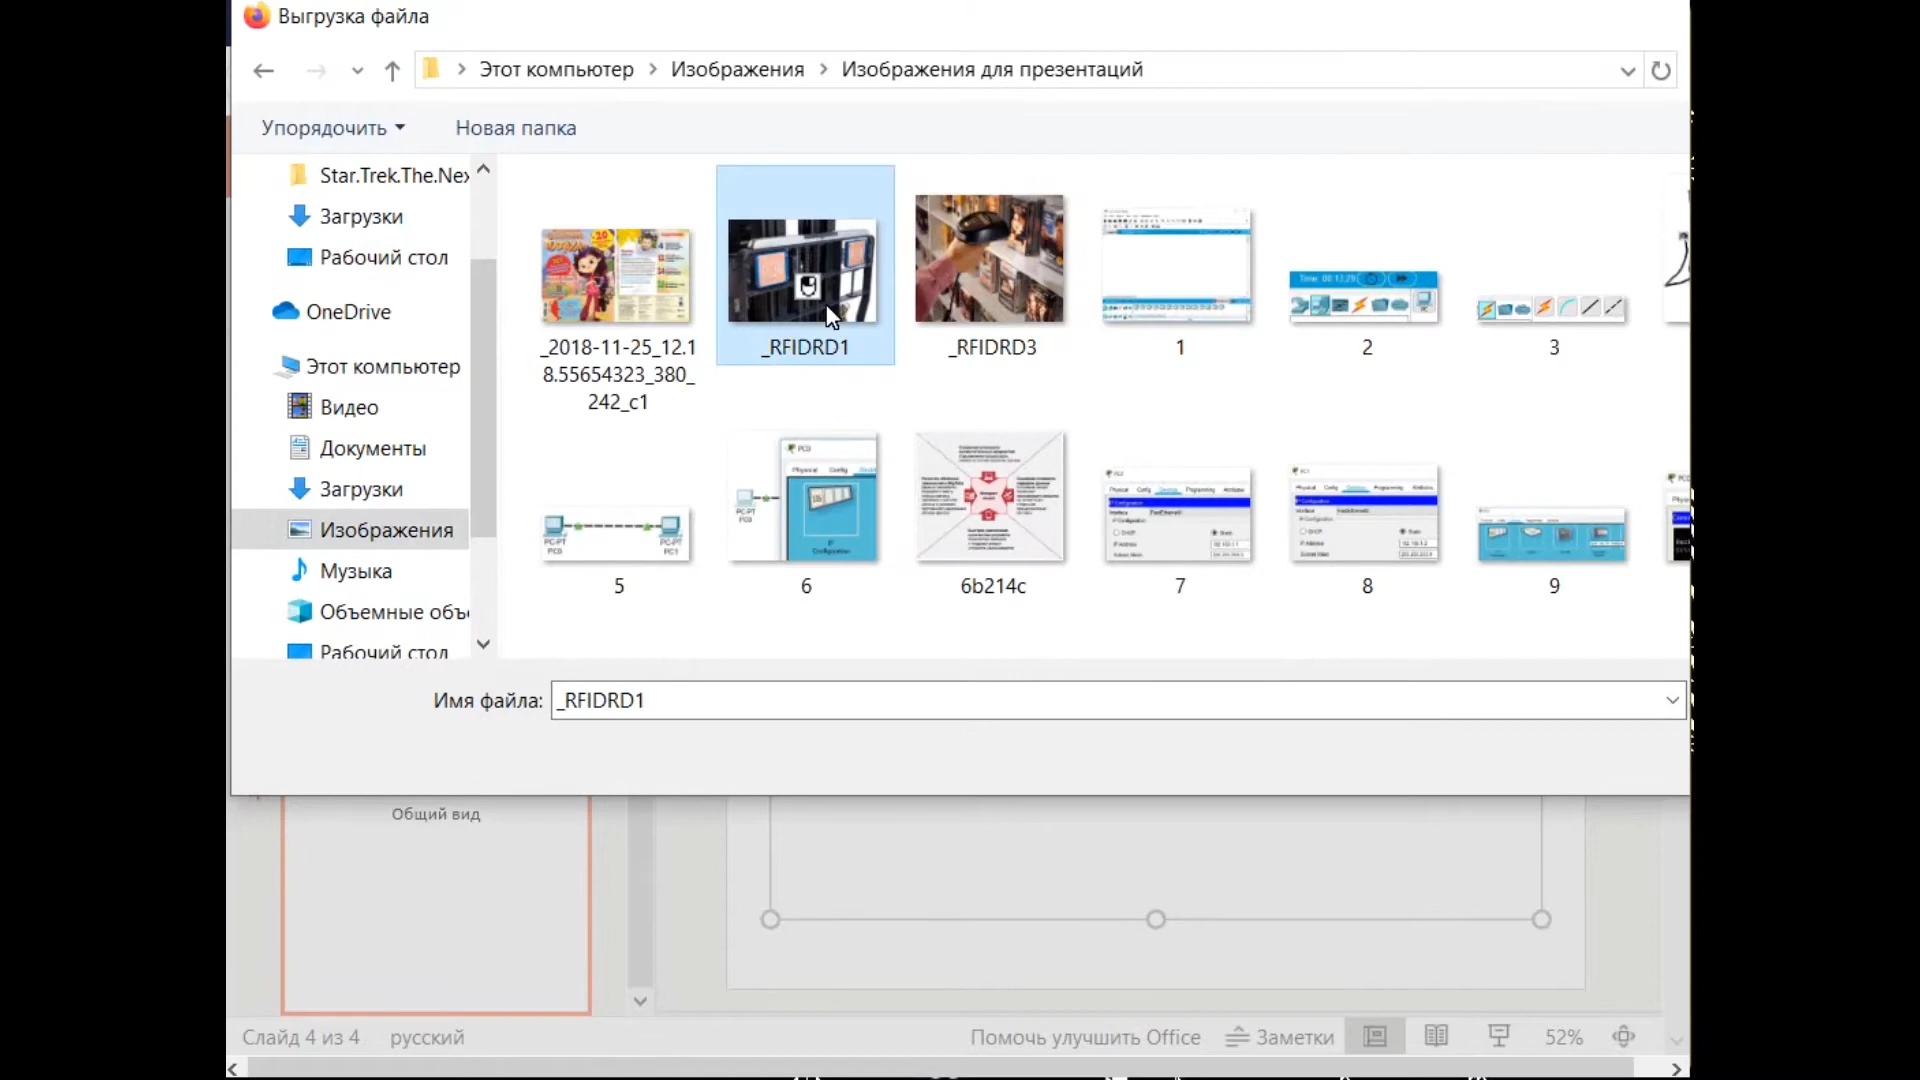 Выгрузка файла
Этот компьютер
Изображения
Изображения для презентаций
Упорядочить
Новая папка
Star.Trek.The.Nex
Загрузки
Рабочий стол
OneDrive
Этот компьютер
Видео
Документы
Загрузки
Изображения
Музыка
Объемные объе
Рабочий стол
_2018-11-25_12.1
8.55654323_380_
242_c1
_RFIDRD1
_RFIDRD3
1
2
3
5
6
6b214c
7
8
9
Имя файла:
_RFIDRD1
Общий вид
Слайд 4 из 4
русский
Помочь улучшить Office
Заметки
52%